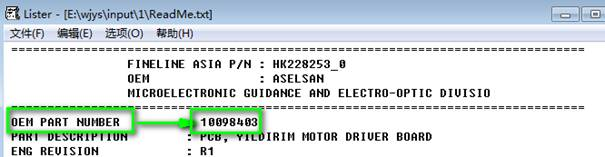 Lister - [E:\wjys\input\1\ReadMe.txt]
文件(F) 编辑(E) 选项(O) 帮助(H)
FINELINE ASIA P/N : HK228253_0
OEM : ASELSAN
MICROELECTRONIC GUIDANCE AND ELECTRO-OPTIC DIVISIO
OEM PART NUMBER 10098403
PART DESCRIPTION : PCB, YILDIRIM MOTOR DRIVER BOARD
ENG REVISION : R1